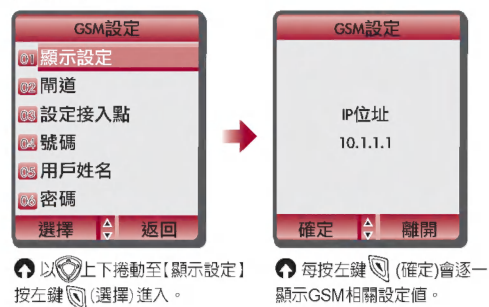 GSM設定
01 顯示設定
02 閘道
03 設定接入點
04 號碼
05 用戶姓名
06 密碼
選擇 返回
以上下捲動至【顯示設定】
按左鍵(選擇)進入。
GSM設定
IP位址
10.1.1.1
確定 離開
每按左鍵(確定)會逐一
顯示GSM相關設定值。